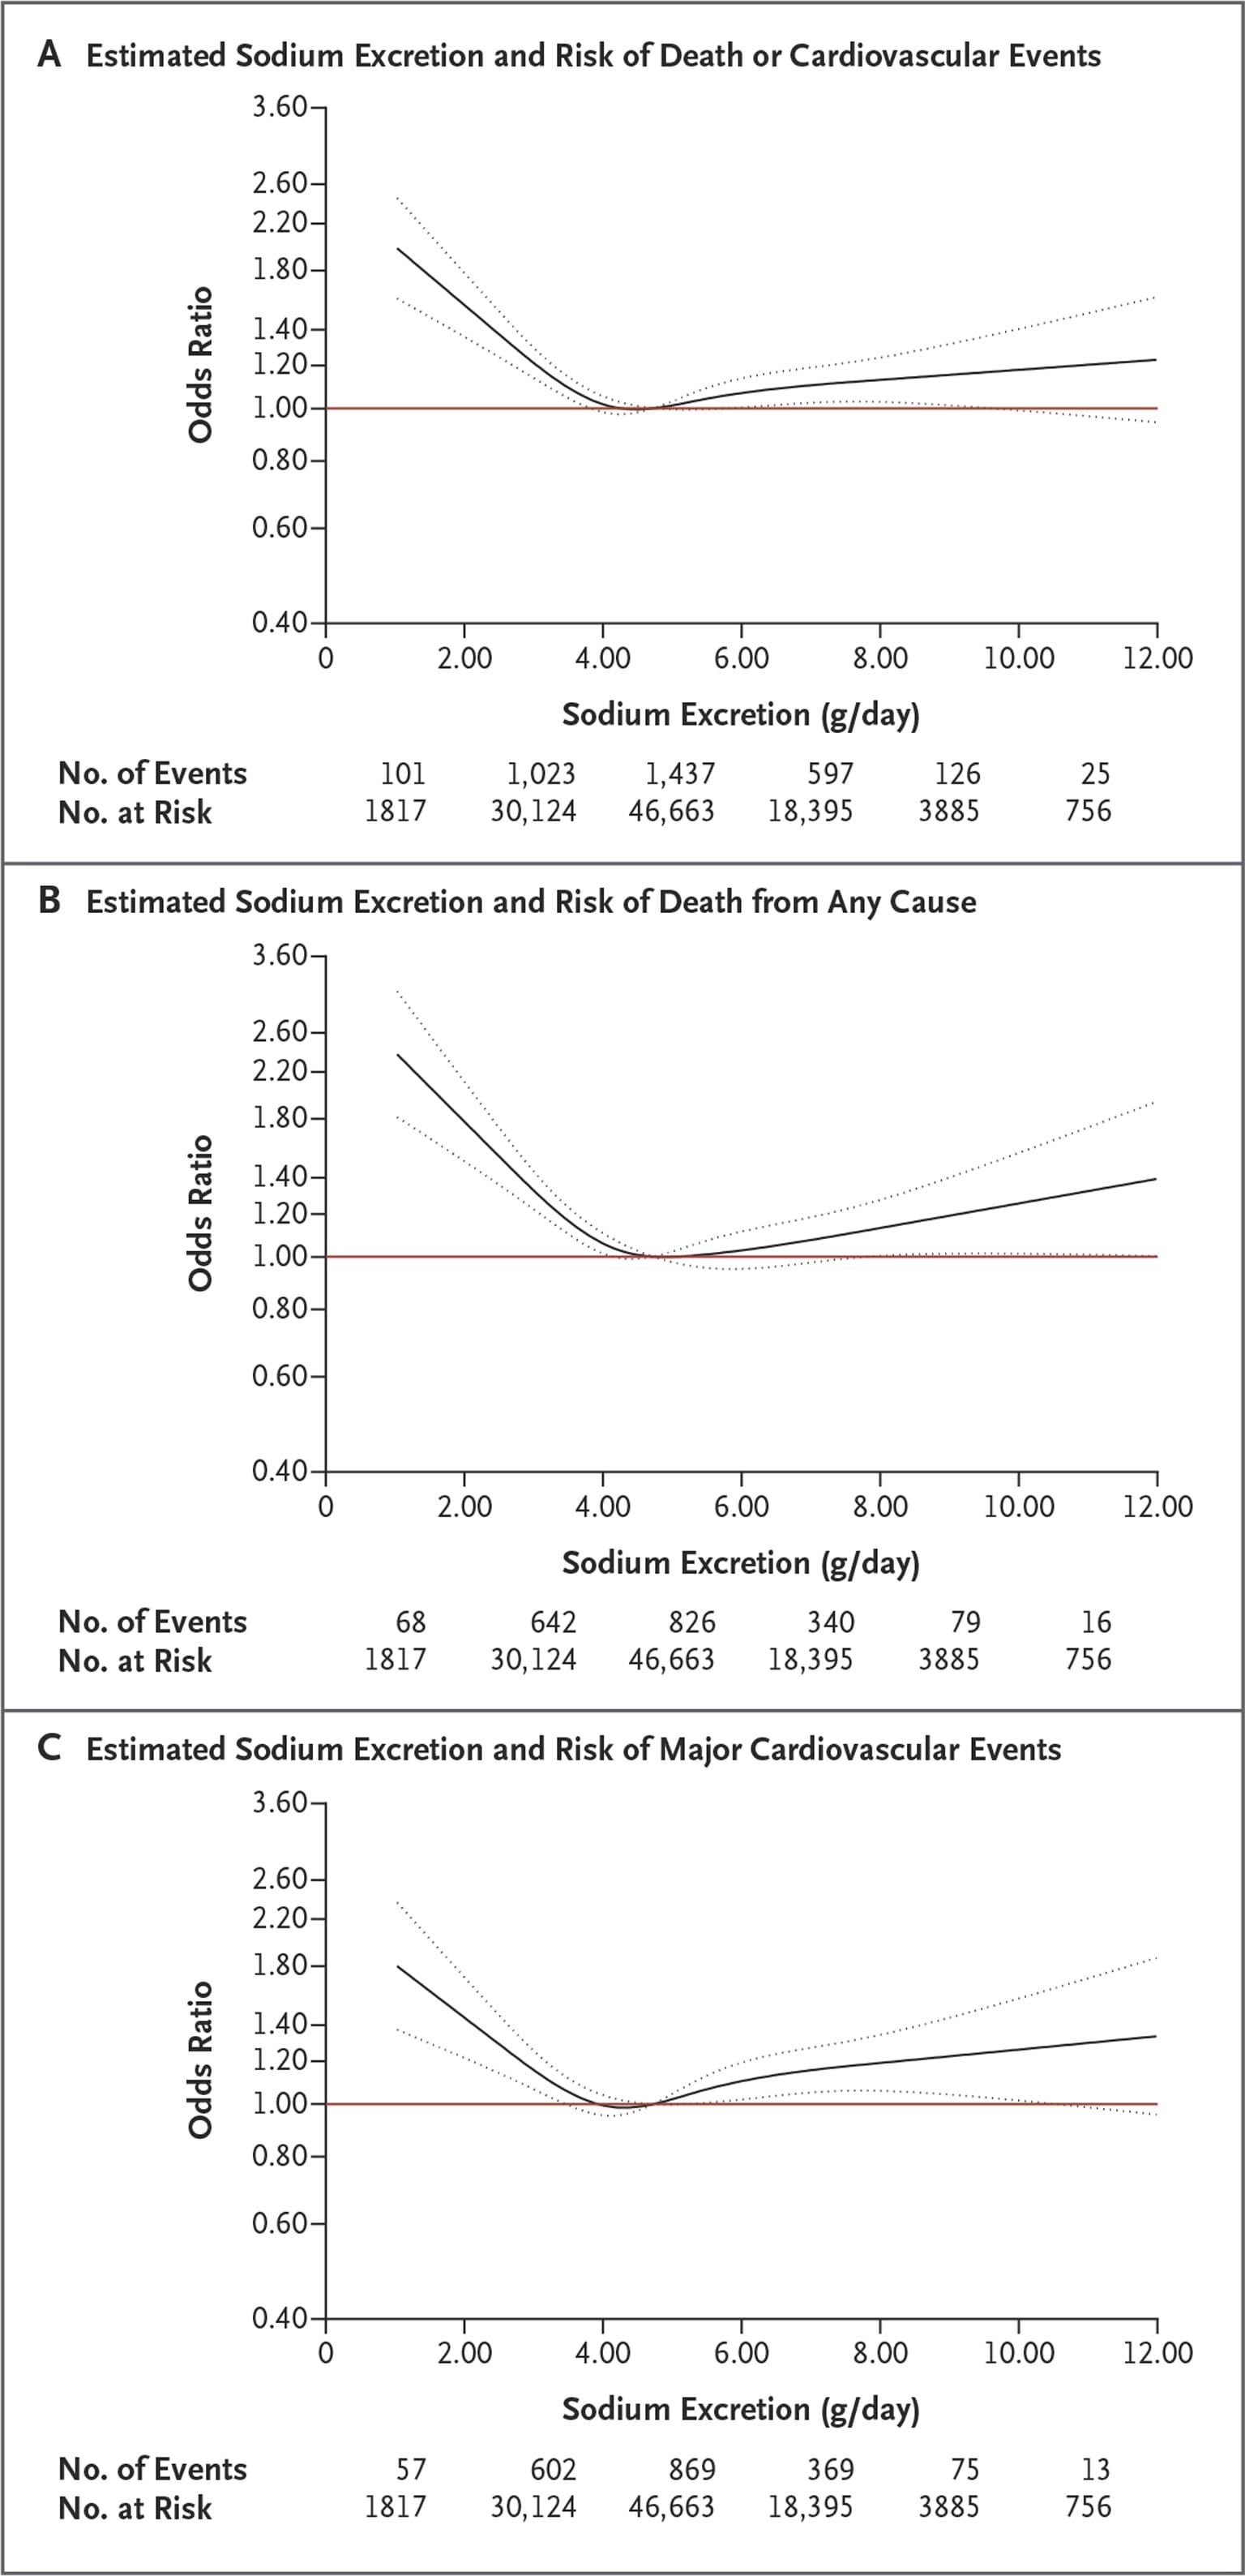 A Estimated Sodium Excretion and Risk of Death or Cardiovascular Events
3.60
2.60
2.20
1.80
1.40
1.20
1.00
0.80
0.60
0.40
Odds Ratio
0 2.00 4.00 6.00 8.00 10.00 12.00
Sodium Excretion (g/day)
No. of Events 101 1,023 1,437 597 126 25
No. at Risk 1817 30,124 46,663 18,395 3885 756
B Estimated Sodium Excretion and Risk of Death from Any Cause
3.60
2.60
2.20
1.80
1.40
1.20
1.00
0.80
0.60
0.40
Odds Ratio
0 2.00 4.00 6.00 8.00 10.00 12.00
Sodium Excretion (g/day)
No. of Events 68 642 826 340 79 16
No. at Risk 1817 30,124 46,663 18,395 3885 756
C Estimated Sodium Excretion and Risk of Major Cardiovascular Events
3.60
2.60
2.20
1.80
1.40
1.20
1.00
0.80
0.60
0.40
Odds Ratio
0 2.00 4.00 6.00 8.00 10.00 12.00
Sodium Excretion (g/day)
No. of Events 57 602 869 369 75 13
No. at Risk 1817 30,124 46,663 18,395 3885 756